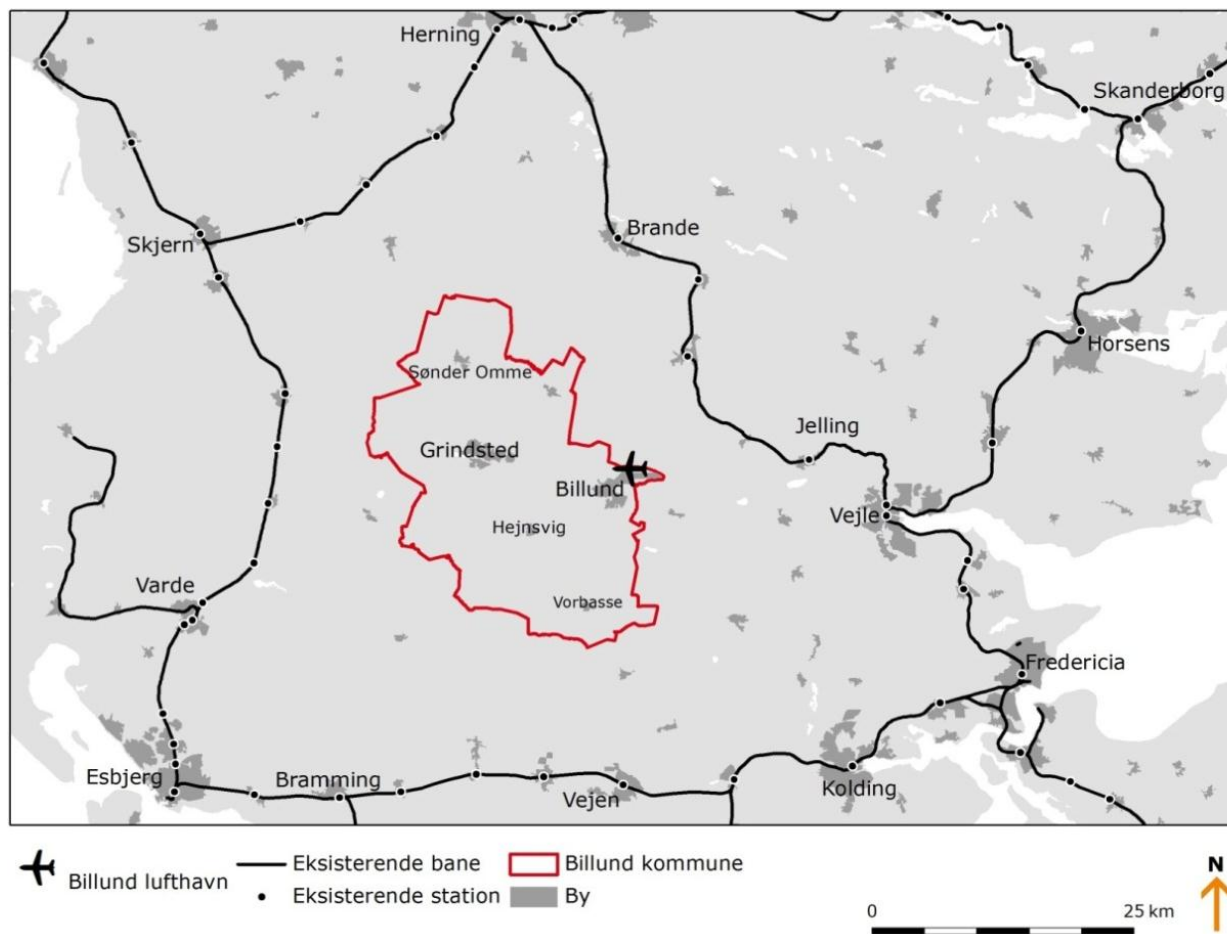 Herning
Skanderborg
Skjern
Brande
Horsens
Sønder Omme
Jelling
Grindsted
Billund
Vejle
Hejnsvig
Varde
Vorbasse
Fredericia
Esbjerg
Bramming
Vejen
Kolding
Billund lufthavn
Eksisterende bane
Eksisterende station
Billund kommune
By
N
0
25 km